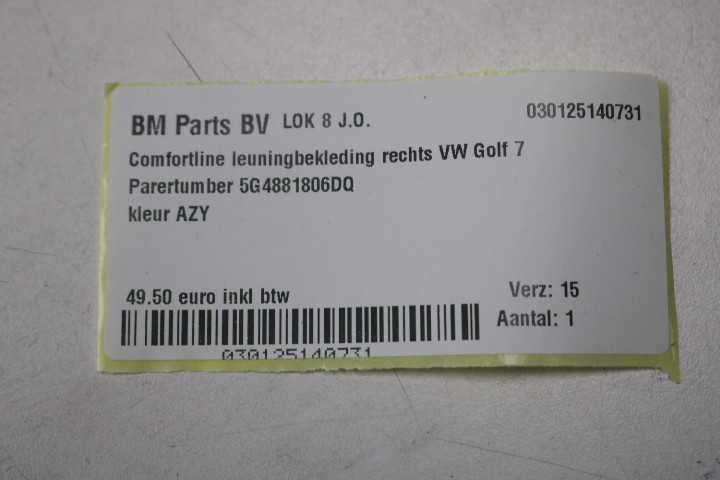 BM Parts BV LOK 8 J.O. 030125140731
Comfortline leuningbekleding rechts VW Golf 7
Parertumber 5G4881806DQ
kleur AZY
49.50 euro inkl btw
Verz: 15
Aantal: 1
030125140731